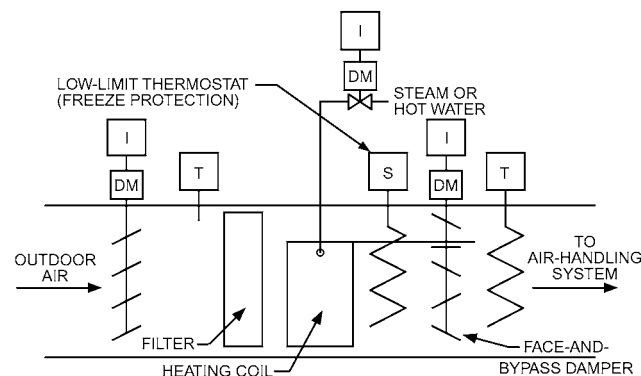 I
DM
LOW-LIMIT THERMOSTAT
(FREEZE PROTECTION)
STEAM OR
HOT WATER
I
T
S
I
T
DM
DM
OUTDOOR
AIR
TO
AIR-HANDLING
SYSTEM
FILTER
HEATING COIL
FACE-AND-
BYPASS DAMPER